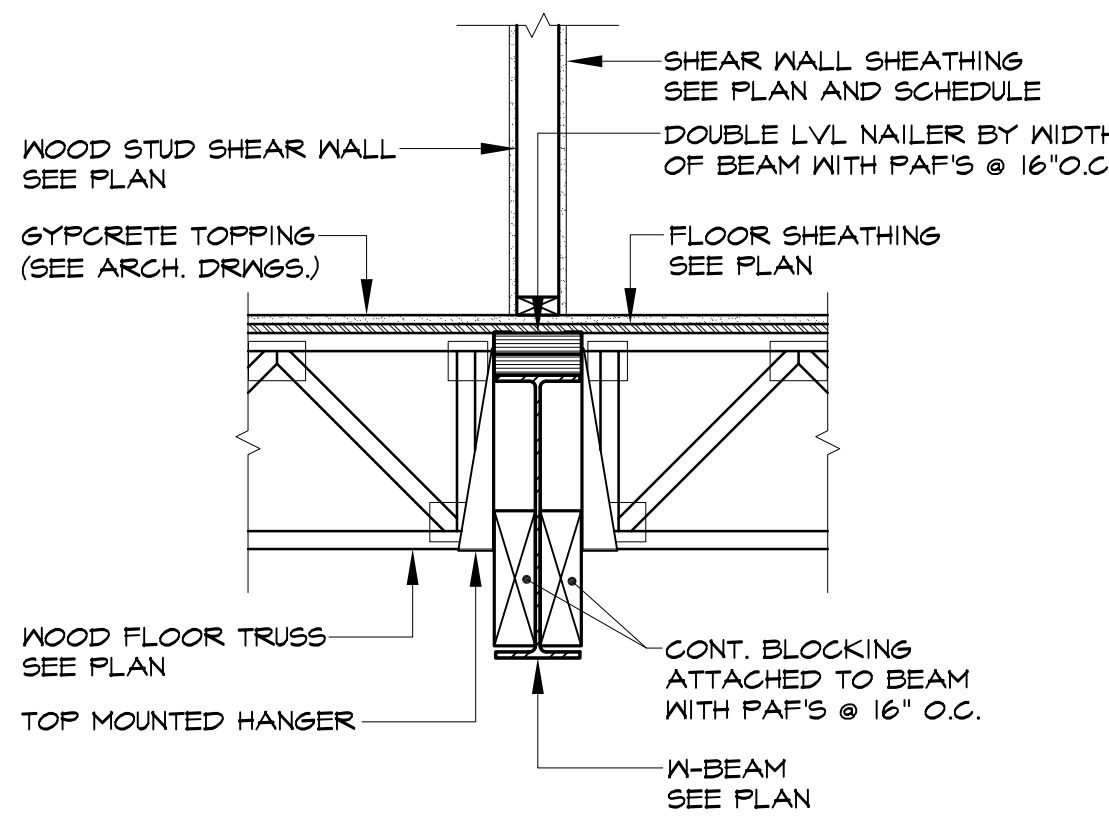 SHEAR WALL SHEATHING
SEE PLAN AND SCHEDULE
DOUBLE LVL NAILER BY WIDTH
OF BEAM WITH PAF'S @ 16"O.C
WOOD STUD SHEAR WALL
SEE PLAN
GYPCRETE TOPPING
(SEE ARCH. DRWGS.)
FLOOR SHEATHING
SEE PLAN
WOOD FLOOR TRUSS
SEE PLAN
TOP MOUNTED HANGER
CONT. BLOCKING
ATTACHED TO BEAM
WITH PAF'S @ 16" O.C.
W-BEAM
SEE PLAN